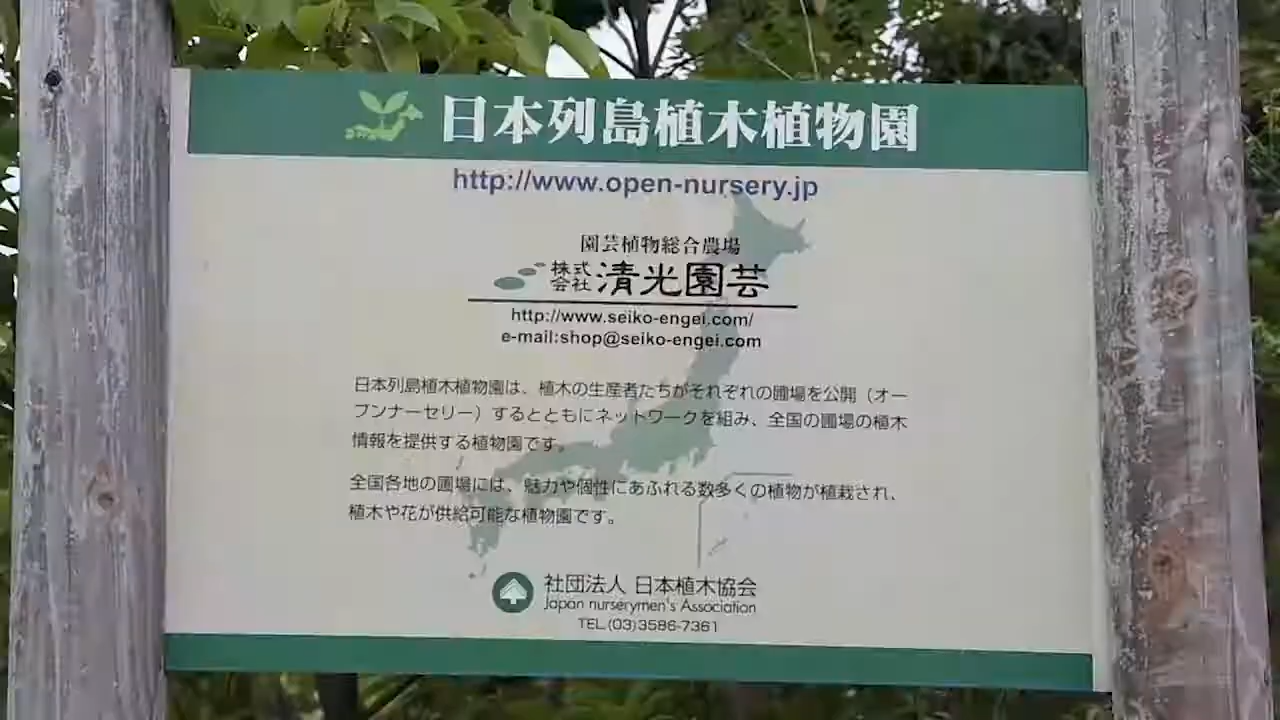 日本列島植木植物園
http://www.open-nursery.jp
園芸植物総合農場
株式会社 清光園芸
http://www.seiko-engei.com/
e-mail:shop@seiko-engei.com
日本列島植木植物園は、植木の生産者たちがそれぞれの圃場を公開（オー
プンナーセリー）するとともにネットワークを組み、全国の圃場の植木
情報を提供する植物園です。
全国各地の圃場には、魅力や個性にあふれる数多くの植物が植栽され、
植木や花が供給可能な植物園です。
社団法人 日本植木協会
Japan nurserymen's Association
TEL.(03)3586-7361